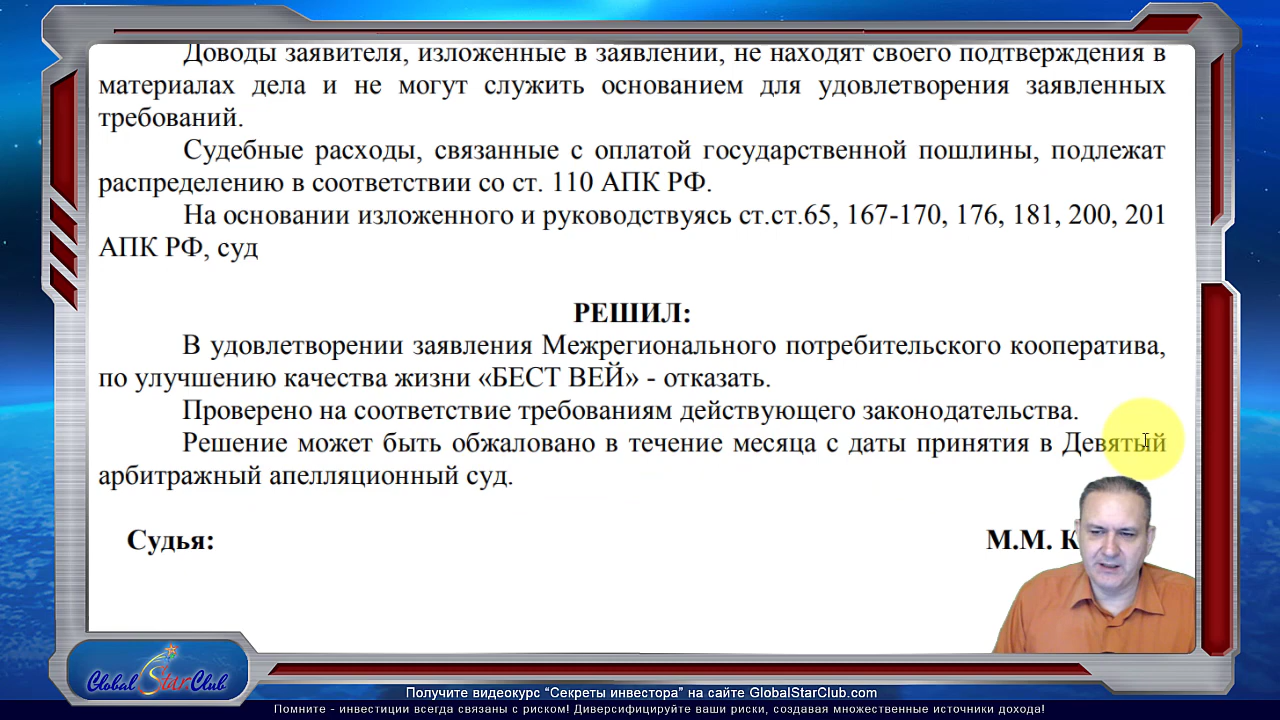 Доводы заявителя, изложенные в заявлении, не находят своего подтверждения в
материалах дела и не могут служить основанием для удовлетворения заявленных
требований.
Судебные расходы, связанные с оплатой государственной пошлины, подлежат
распределению в соответствии со ст. 110 АПК РФ.
На основании изложенного и руководствуясь ст.ст.65, 167-170, 176, 181, 200, 201
АПК РФ, суд
РЕШИЛ:
В удовлетворении заявления Межрегионального потребительского кооператива,
по улучшению качества жизни «БЕСТ ВЕЙ» - отказать.
Проверено на соответствие требованиям действующего законодательства.
Решение может быть обжаловано в течение месяца с даты принятия в Девятый
арбитражный апелляционный суд.
Судья: М.М.
Global Star Club
Получите видеокурс “Секреты инвестора” на сайте GlobalStarClub.com
Помните - инвестиции всегда связаны с риском! Диверсифицируйте ваши риски, создавая множественные источники дохода!